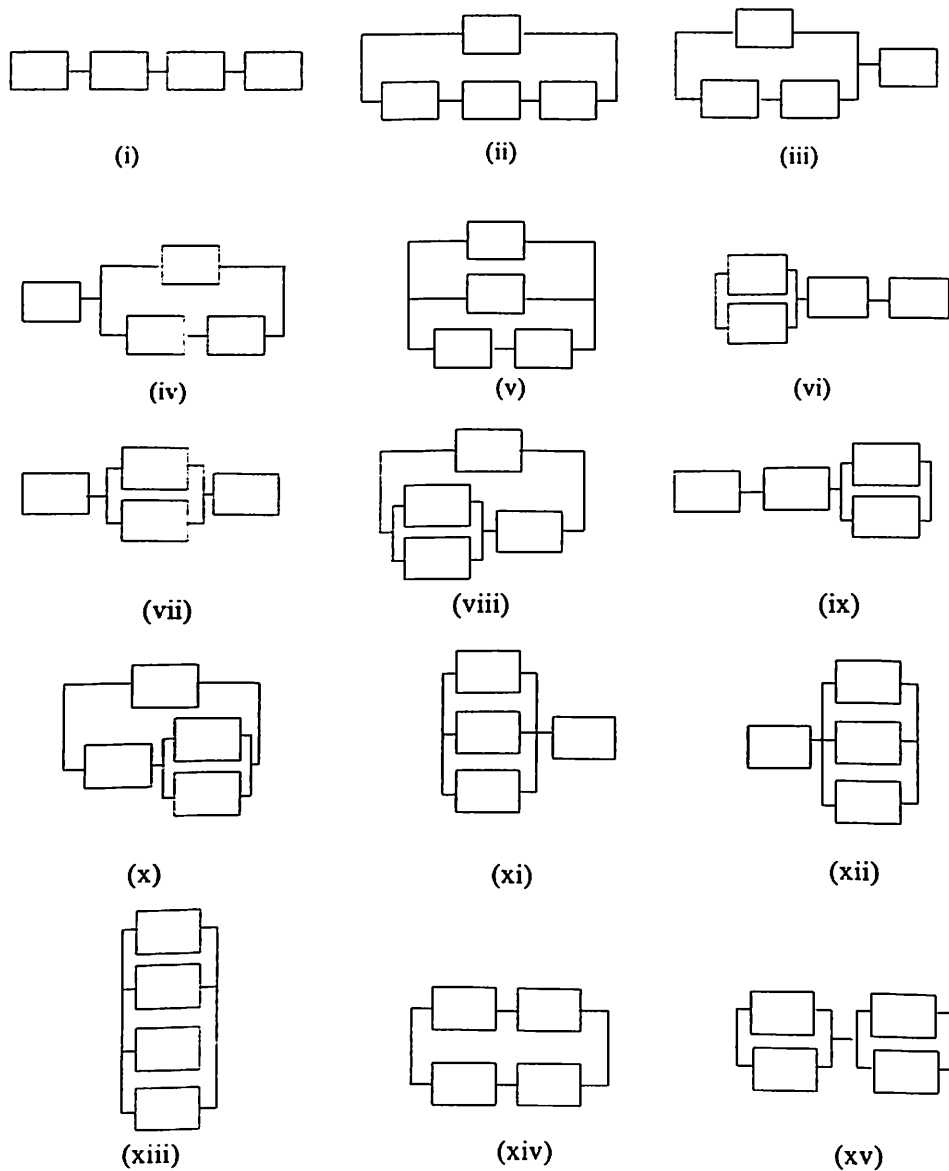 (i) (ii) (iii)
(iv) (v) (vi)
(vii) (viii) (ix)
(x) (xi) (xii)
(xiii) (xiv) (xv)